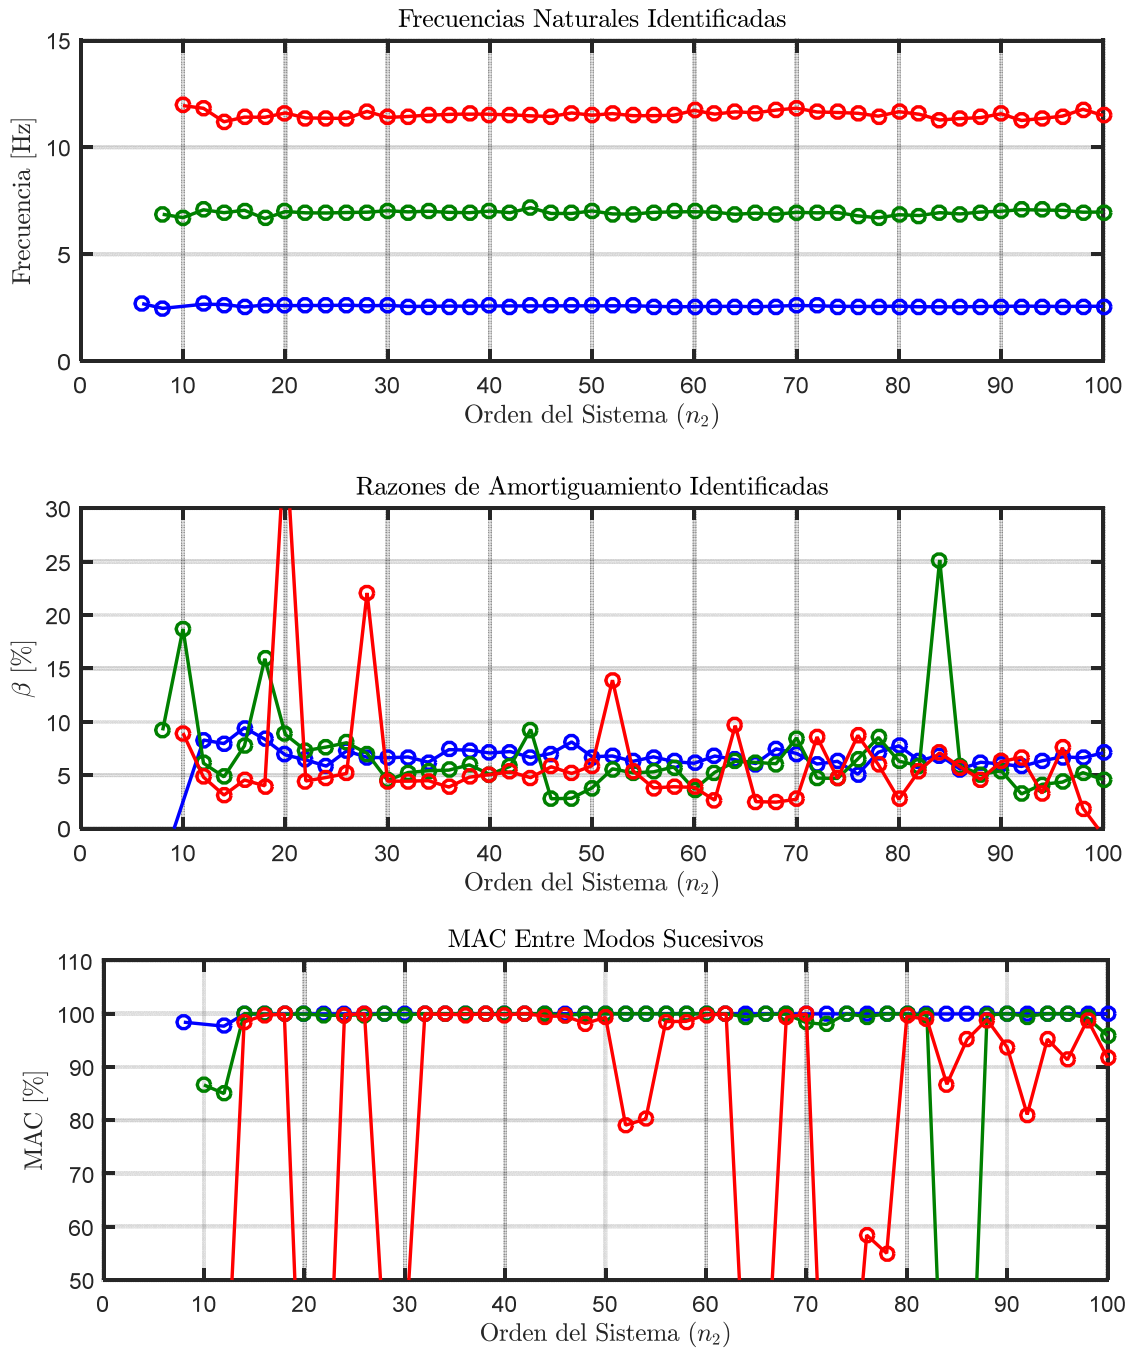 Frecuencias Naturales Identificadas
15
10
5
0
Frecuencia [Hz]
0 10 20 30 40 50 60 70 80 90 100
Orden del Sistema (n₂)
Razones de Amortiguamiento Identificadas
30
25
20
15
10
5
0
β [%]
0 10 20 30 40 50 60 70 80 90 100
Orden del Sistema (n₂)
MAC Entre Modos Sucesivos
110
100
90
80
70
60
50
MAC [%]
0 10 20 30 40 50 60 70 80 90 100
Orden del Sistema (n₂)